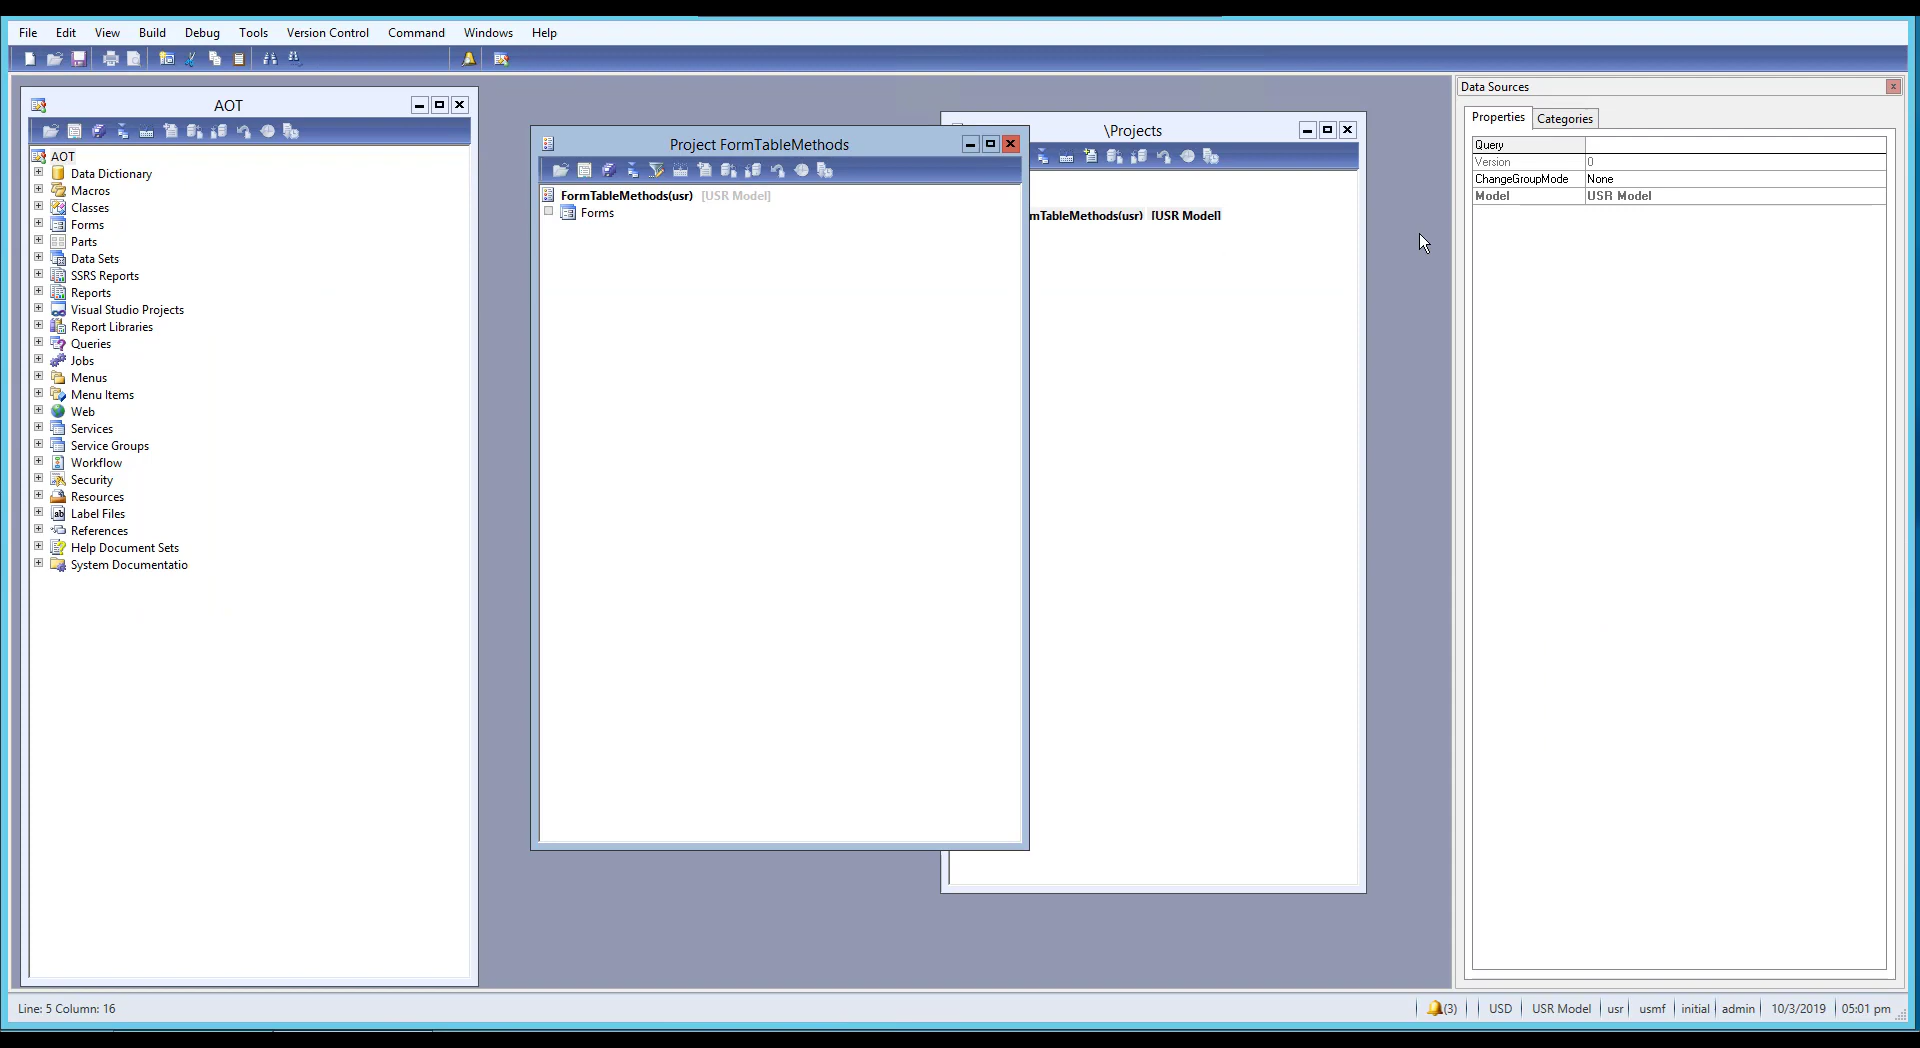 File Edit View Build Debug Tools Version Control Command Windows Help
AOT
AOT
Data Dictionary
Macros
Classes
Forms
Parts
Data Sets
SSRS Reports
Reports
Visual Studio Projects
Report Libraries
Queries
Jobs
Menus
Menu Items
Web
Services
Service Groups
Workflow
Security
Resources
Label Files
References
Help Document Sets
System Documentatio
Project FormTableMethods
FormTableMethods(usr) [USR Model]
Forms
\Projects
mTableMethods(usr) [USR Model]
Data Sources
Properties Categories
Query
Version 0
ChangeGroupMode None
Model USR Model
Line: 5 Column: 16
(3) USD USR Model usr usmf initial admin 10/3/2019 05:01 pm